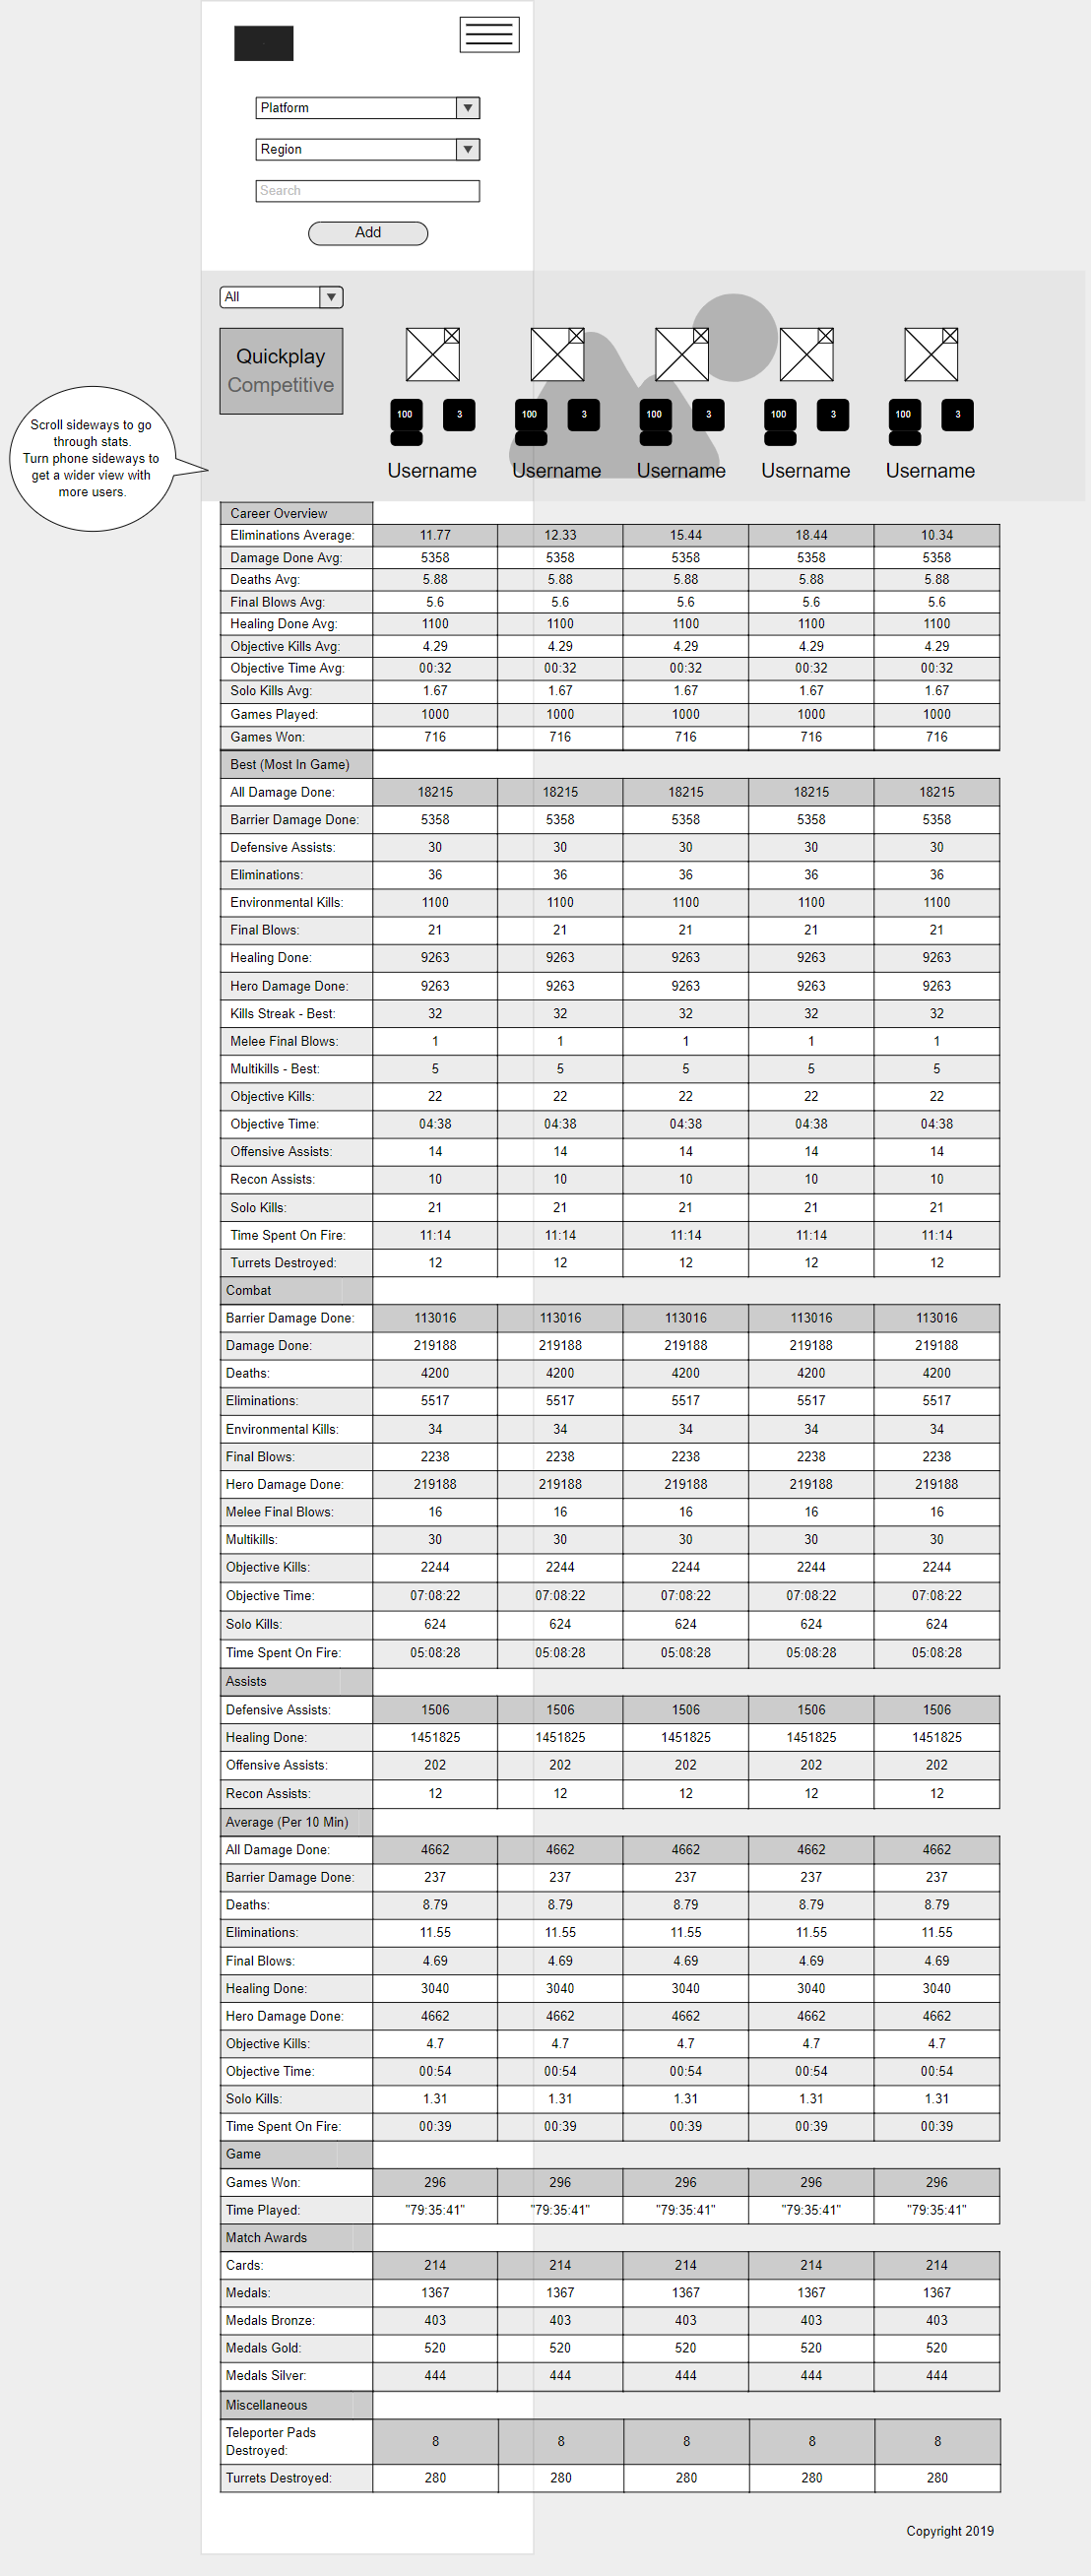 Platform
Region
Search
Add
All
Quickplay
Competitive
Scroll sideways to go
through stats.
Turn phone sideways to
get a wider view with
more users.
100 3 100 3 100 3 100 3 100 3
Username Username Username Username Username
Career Overview
Eliminations Average: 11.77 12.33 15.44 18.44 10.34
Damage Done Avg: 5358 5358 5358 5358 5358
Deaths Avg: 5.88 5.88 5.88 5.88 5.88
Final Blows Avg: 5.6 5.6 5.6 5.6 5.6
Healing Done Avg: 1100 1100 1100 1100 1100
Objective Kills Avg: 4.29 4.29 4.29 4.29 4.29
Objective Time Avg: 00:32 00:32 00:32 00:32 00:32
Solo Kills Avg: 1.67 1.67 1.67 1.67 1.67
Games Played: 1000 1000 1000 1000 1000
Games Won: 716 716 716 716 716
Best (Most In Game)
All Damage Done: 18215 18215 18215 18215 18215
Barrier Damage Done: 5358 5358 5358 5358 5358
Defensive Assists: 30 30 30 30 30
Eliminations: 36 36 36 36 36
Environmental Kills: 1100 1100 1100 1100 1100
Final Blows: 21 21 21 21 21
Healing Done: 9263 9263 9263 9263 9263
Hero Damage Done: 9263 9263 9263 9263 9263
Kills Streak - Best: 32 32 32 32 32
Melee Final Blows: 1 1 1 1 1
Multikills - Best: 5 5 5 5 5
Objective Kills: 22 22 22 22 22
Objective Time: 04:38 04:38 04:38 04:38 04:38
Offensive Assists: 14 14 14 14 14
Recon Assists: 10 10 10 10 10
Solo Kills: 21 21 21 21 21
Time Spent On Fire: 11:14 11:14 11:14 11:14 11:14
Turrets Destroyed: 12 12 12 12 12
Combat
Barrier Damage Done: 113016 113016 113016 113016 113016
Damage Done: 219188 219188 219188 219188 219188
Deaths: 4200 4200 4200 4200 4200
Eliminations: 5517 5517 5517 5517 5517
Environmental Kills: 34 34 34 34 34
Final Blows: 2238 2238 2238 2238 2238
Hero Damage Done: 219188 219188 219188 219188 219188
Melee Final Blows: 16 16 16 16 16
Multikills: 30 30 30 30 30
Objective Kills: 2244 2244 2244 2244 2244
Objective Time: 07:08:22 07:08:22 07:08:22 07:08:22 07:08:22
Solo Kills: 624 624 624 624 624
Time Spent On Fire: 05:08:28 05:08:28 05:08:28 05:08:28 05:08:28
Assists
Defensive Assists: 1506 1506 1506 1506 1506
Healing Done: 1451825 1451825 1451825 1451825 1451825
Offensive Assists: 202 202 202 202 202
Recon Assists: 12 12 12 12 12
Average (Per 10 Min)
All Damage Done: 4662 4662 4662 4662 4662
Barrier Damage Done: 237 237 237 237 237
Deaths: 8.79 8.79 8.79 8.79 8.79
Eliminations: 11.55 11.55 11.55 11.55 11.55
Final Blows: 4.69 4.69 4.69 4.69 4.69
Healing Done: 3040 3040 3040 3040 3040
Hero Damage Done: 4662 4662 4662 4662 4662
Objective Kills: 4.7 4.7 4.7 4.7 4.7
Objective Time: 00:54 00:54 00:54 00:54 00:54
Solo Kills: 1.31 1.31 1.31 1.31 1.31
Time Spent On Fire: 00:39 00:39 00:39 00:39 00:39
Game
Games Won: 296 296 296 296 296
Time Played: "79:35:41" "79:35:41" "79:35:41" "79:35:41" "79:35:41"
Match Awards
Cards: 214 214 214 214 214
Medals: 1367 1367 1367 1367 1367
Medals Bronze: 403 403 403 403 403
Medals Gold: 520 520 520 520 520
Medals Silver: 444 444 444 444 444
Miscellaneous
Teleporter Pads
Destroyed: 8 8 8 8 8
Turrets Destroyed: 280 280 280 280 280
Copyright 2019